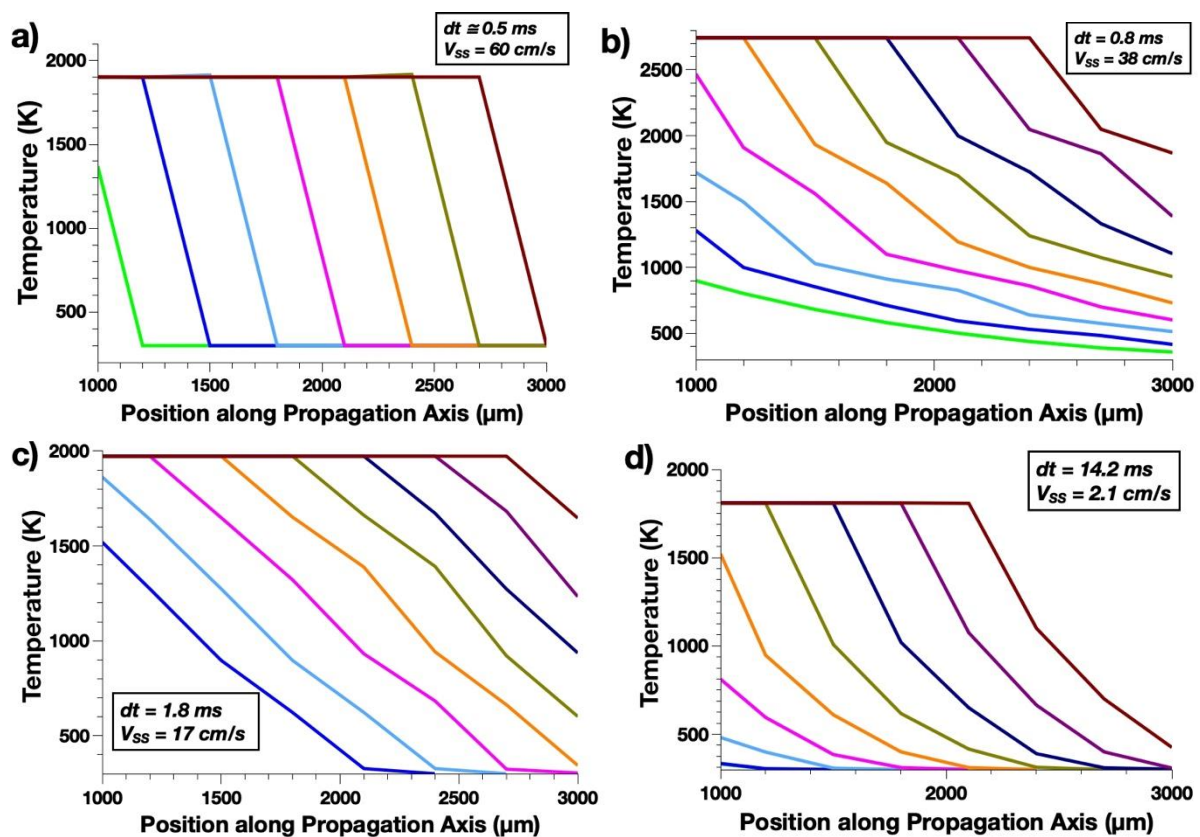 a)
dt ≅ 0.5 ms
V_SS = 60 cm/s
2000
1500
1000
500
Temperature (K)
1000 1500 2000 2500 3000
Position along Propagation Axis (µm)
b)
dt = 0.8 ms
V_SS = 38 cm/s
2500
2000
1500
1000
500
Temperature (K)
1000 2000 3000
Position along Propagation Axis (µm)
c)
2000
1500
1000
500
Temperature (K)
dt = 1.8 ms
V_SS = 17 cm/s
1000 1500 2000 2500 3000
Position along Propagation Axis (µm)
d)
dt = 14.2 ms
V_SS = 2.1 cm/s
2000
1500
1000
500
Temperature (K)
1000 2000 3000
Position along Propagation Axis (µm)